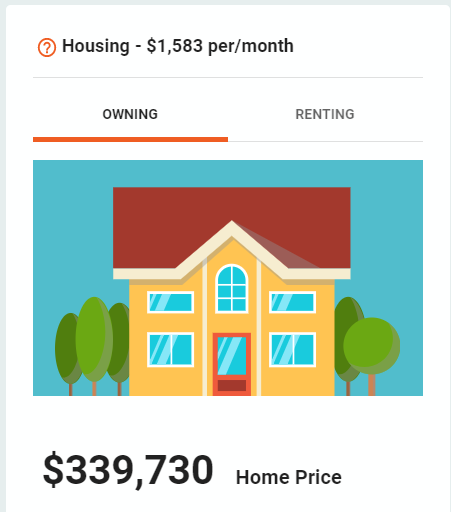 Housing - $1,583 per/month
OWNING RENTING
$339,730 Home Price